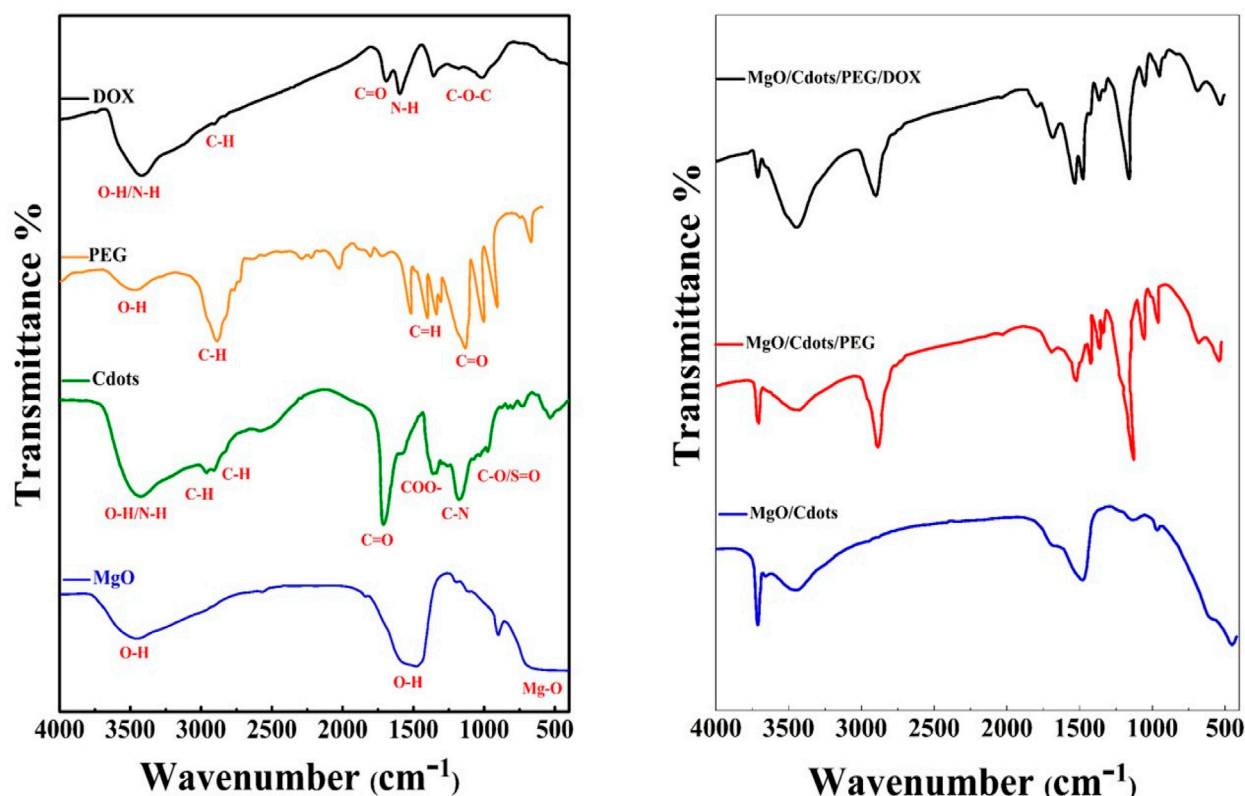 Transmittance %
DOX
O-H/N-H
C-H
C=O
N-H
C-O-C
PEG
O-H
C-H
C=H
C=O
Cdots
O-H/N-H
C-H
C-H
C=O
COO-
C-N
C-O/S=O
MgO
O-H
O-H
Mg-O
4000 3500 3000 2500 2000 1500 1000 500
Wavenumber (cm⁻¹)
Transmittance %
MgO/Cdots/PEG/DOX
MgO/Cdots/PEG
MgO/Cdots
4000 3500 3000 2500 2000 1500 1000 500
Wavenumber (cm⁻¹)